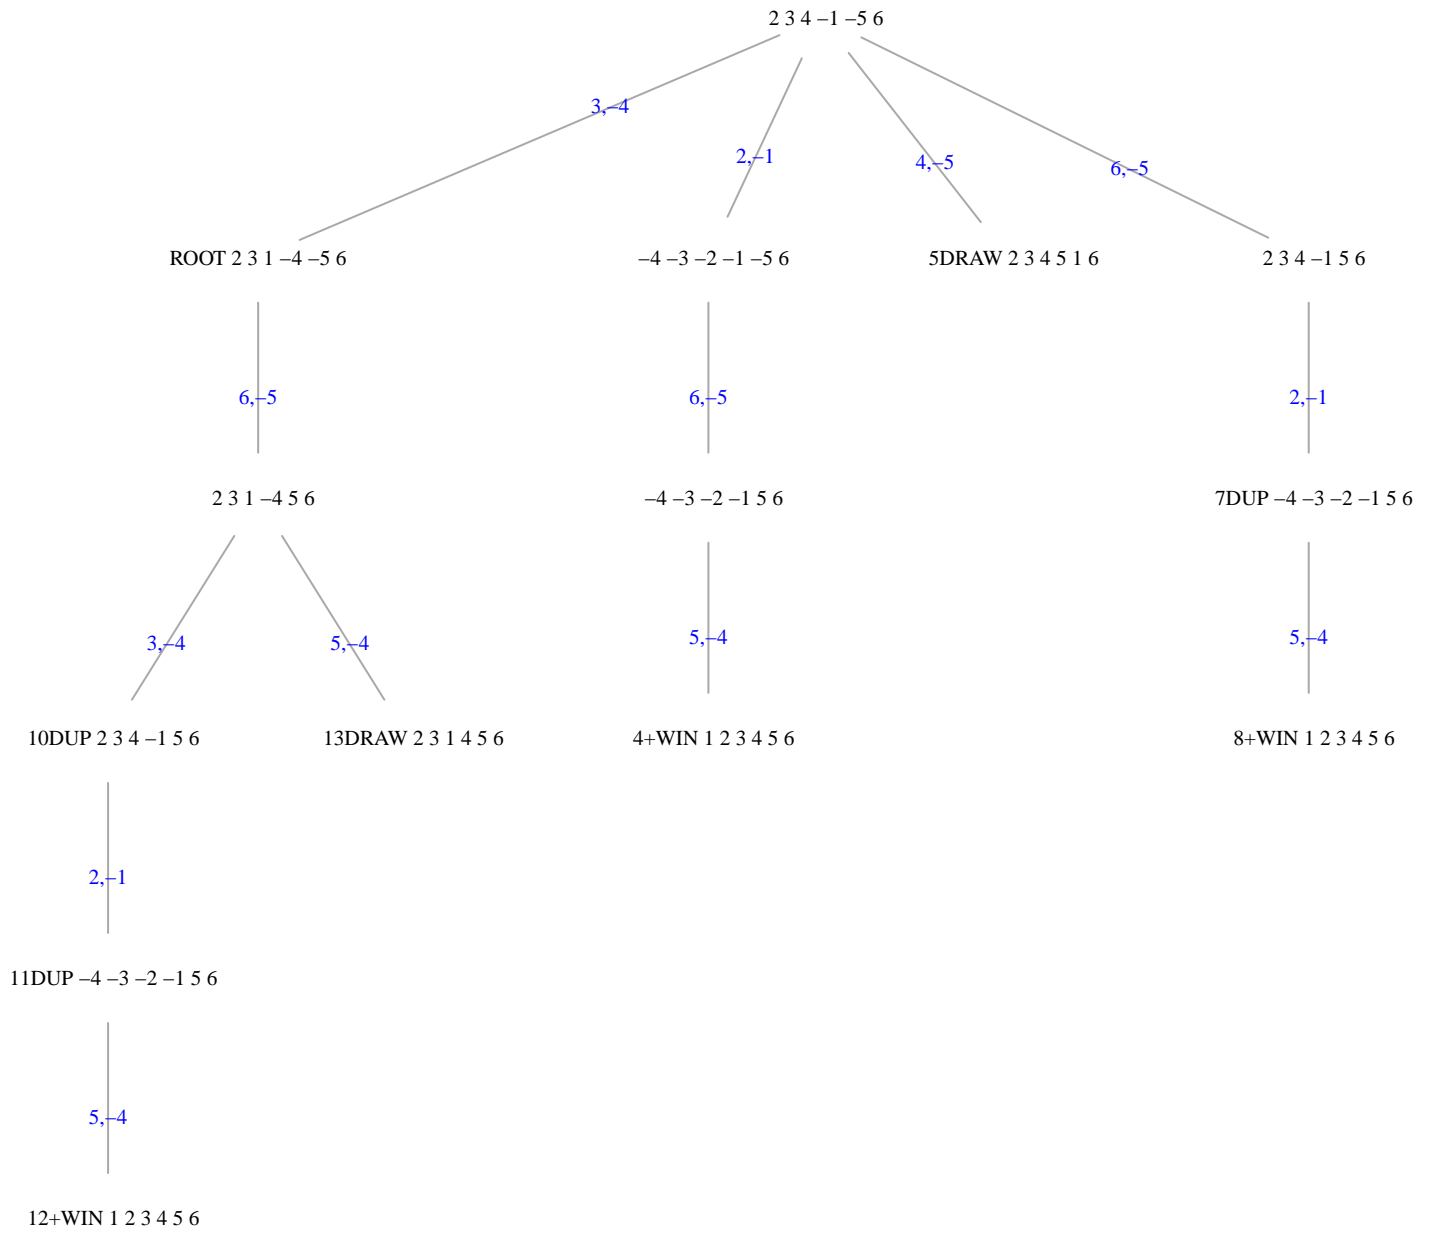 2 3 4 –1 –5 6
3,–4
2,–1
4,–5
6,–5
ROOT 2 3 1 –4 –5 6
–4 –3 –2 –1 –5 6
5DRAW 2 3 4 5 1 6
2 3 4 –1 5 6
6,–5
6,–5
2,–1
2 3 1 –4 5 6
–4 –3 –2 –1 5 6
7DUP –4 –3 –2 –1 5 6
3,–4
5,–4
5,–4
5,–4
10DUP 2 3 4 –1 5 6
13DRAW 2 3 1 4 5 6
4+WIN 1 2 3 4 5 6
8+WIN 1 2 3 4 5 6
2,–1
11DUP –4 –3 –2 –1 5 6
5,–4
12+WIN 1 2 3 4 5 6